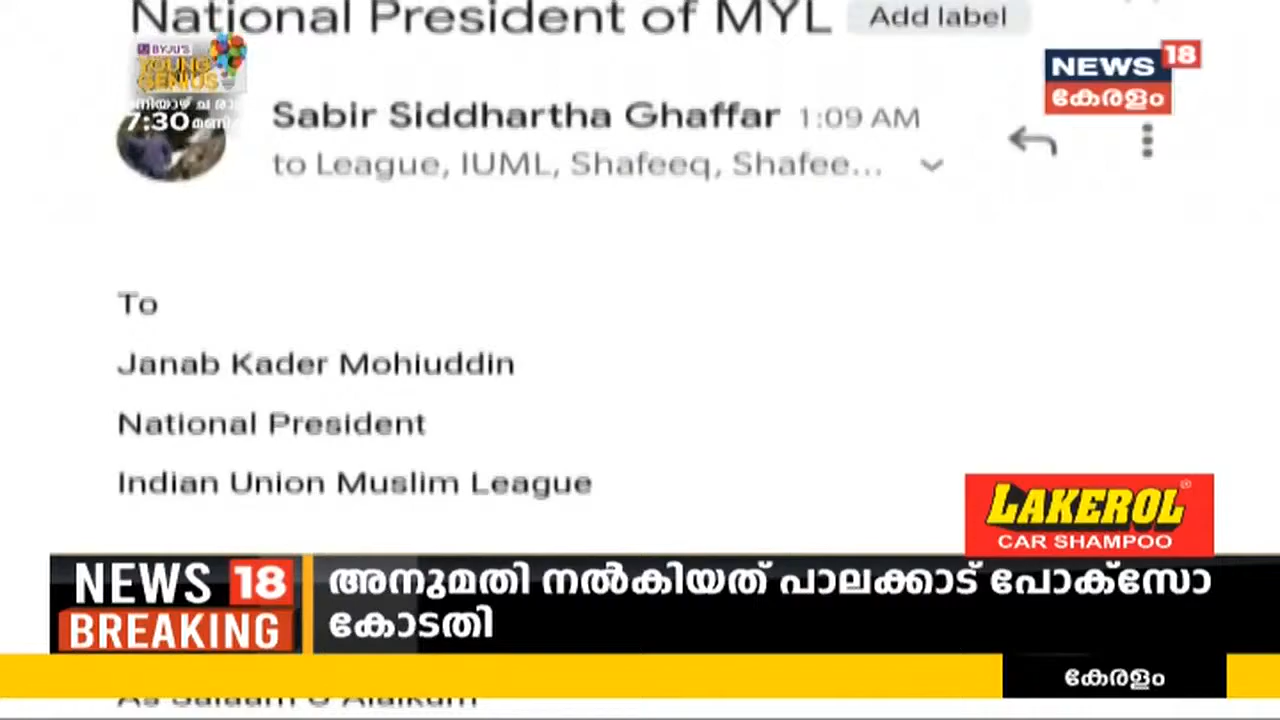 National President of MYL Add label
BYJU'S
YOUNG
GENIUS
7:30
NEWS 18
കേരളം
Sabir Siddhartha Ghaffar 1:09 AM
to League, IUML, Shafeeq, Shafee...
To
Janab Kader Mohiuddin
National President
Indian Union Muslim League
LAKEROL
CAR SHAMPOO
NEWS 18
BREAKING
അനുമതി നൽകിയത് പാലക്കാട് പോക്സോ
കോടതി
കേരളം